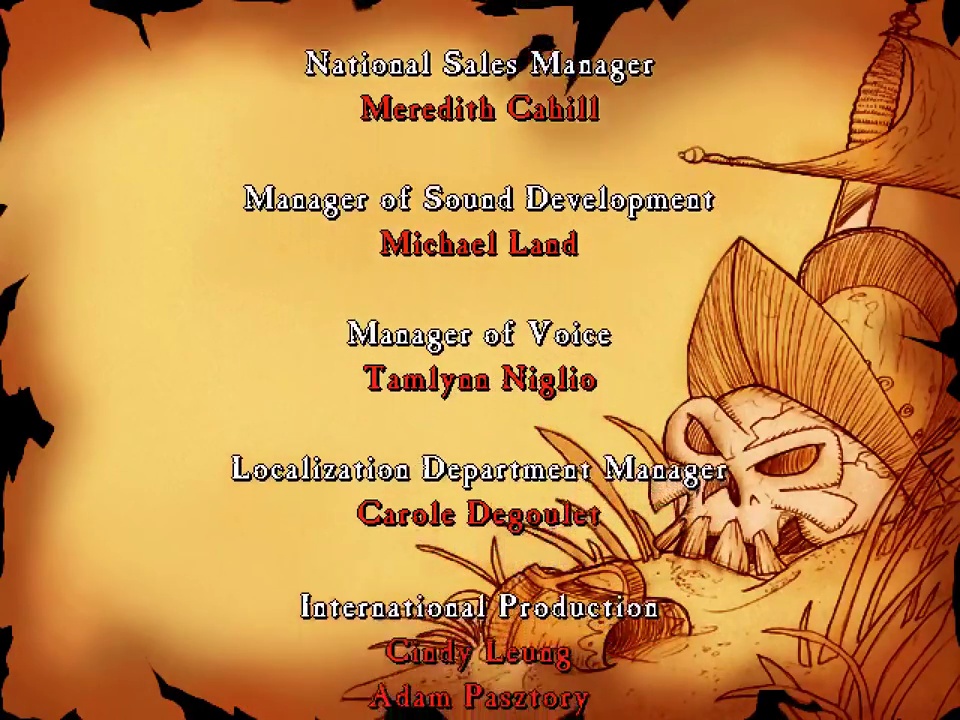 National Sales Manager
Meredith Cahill
Manager of Sound Development
Michael Land
Manager of Voice
Tamlynn Niglio
Localization Department Manager
Carole Degoulet
International Production
Cindy Leung
Adam Pasztory